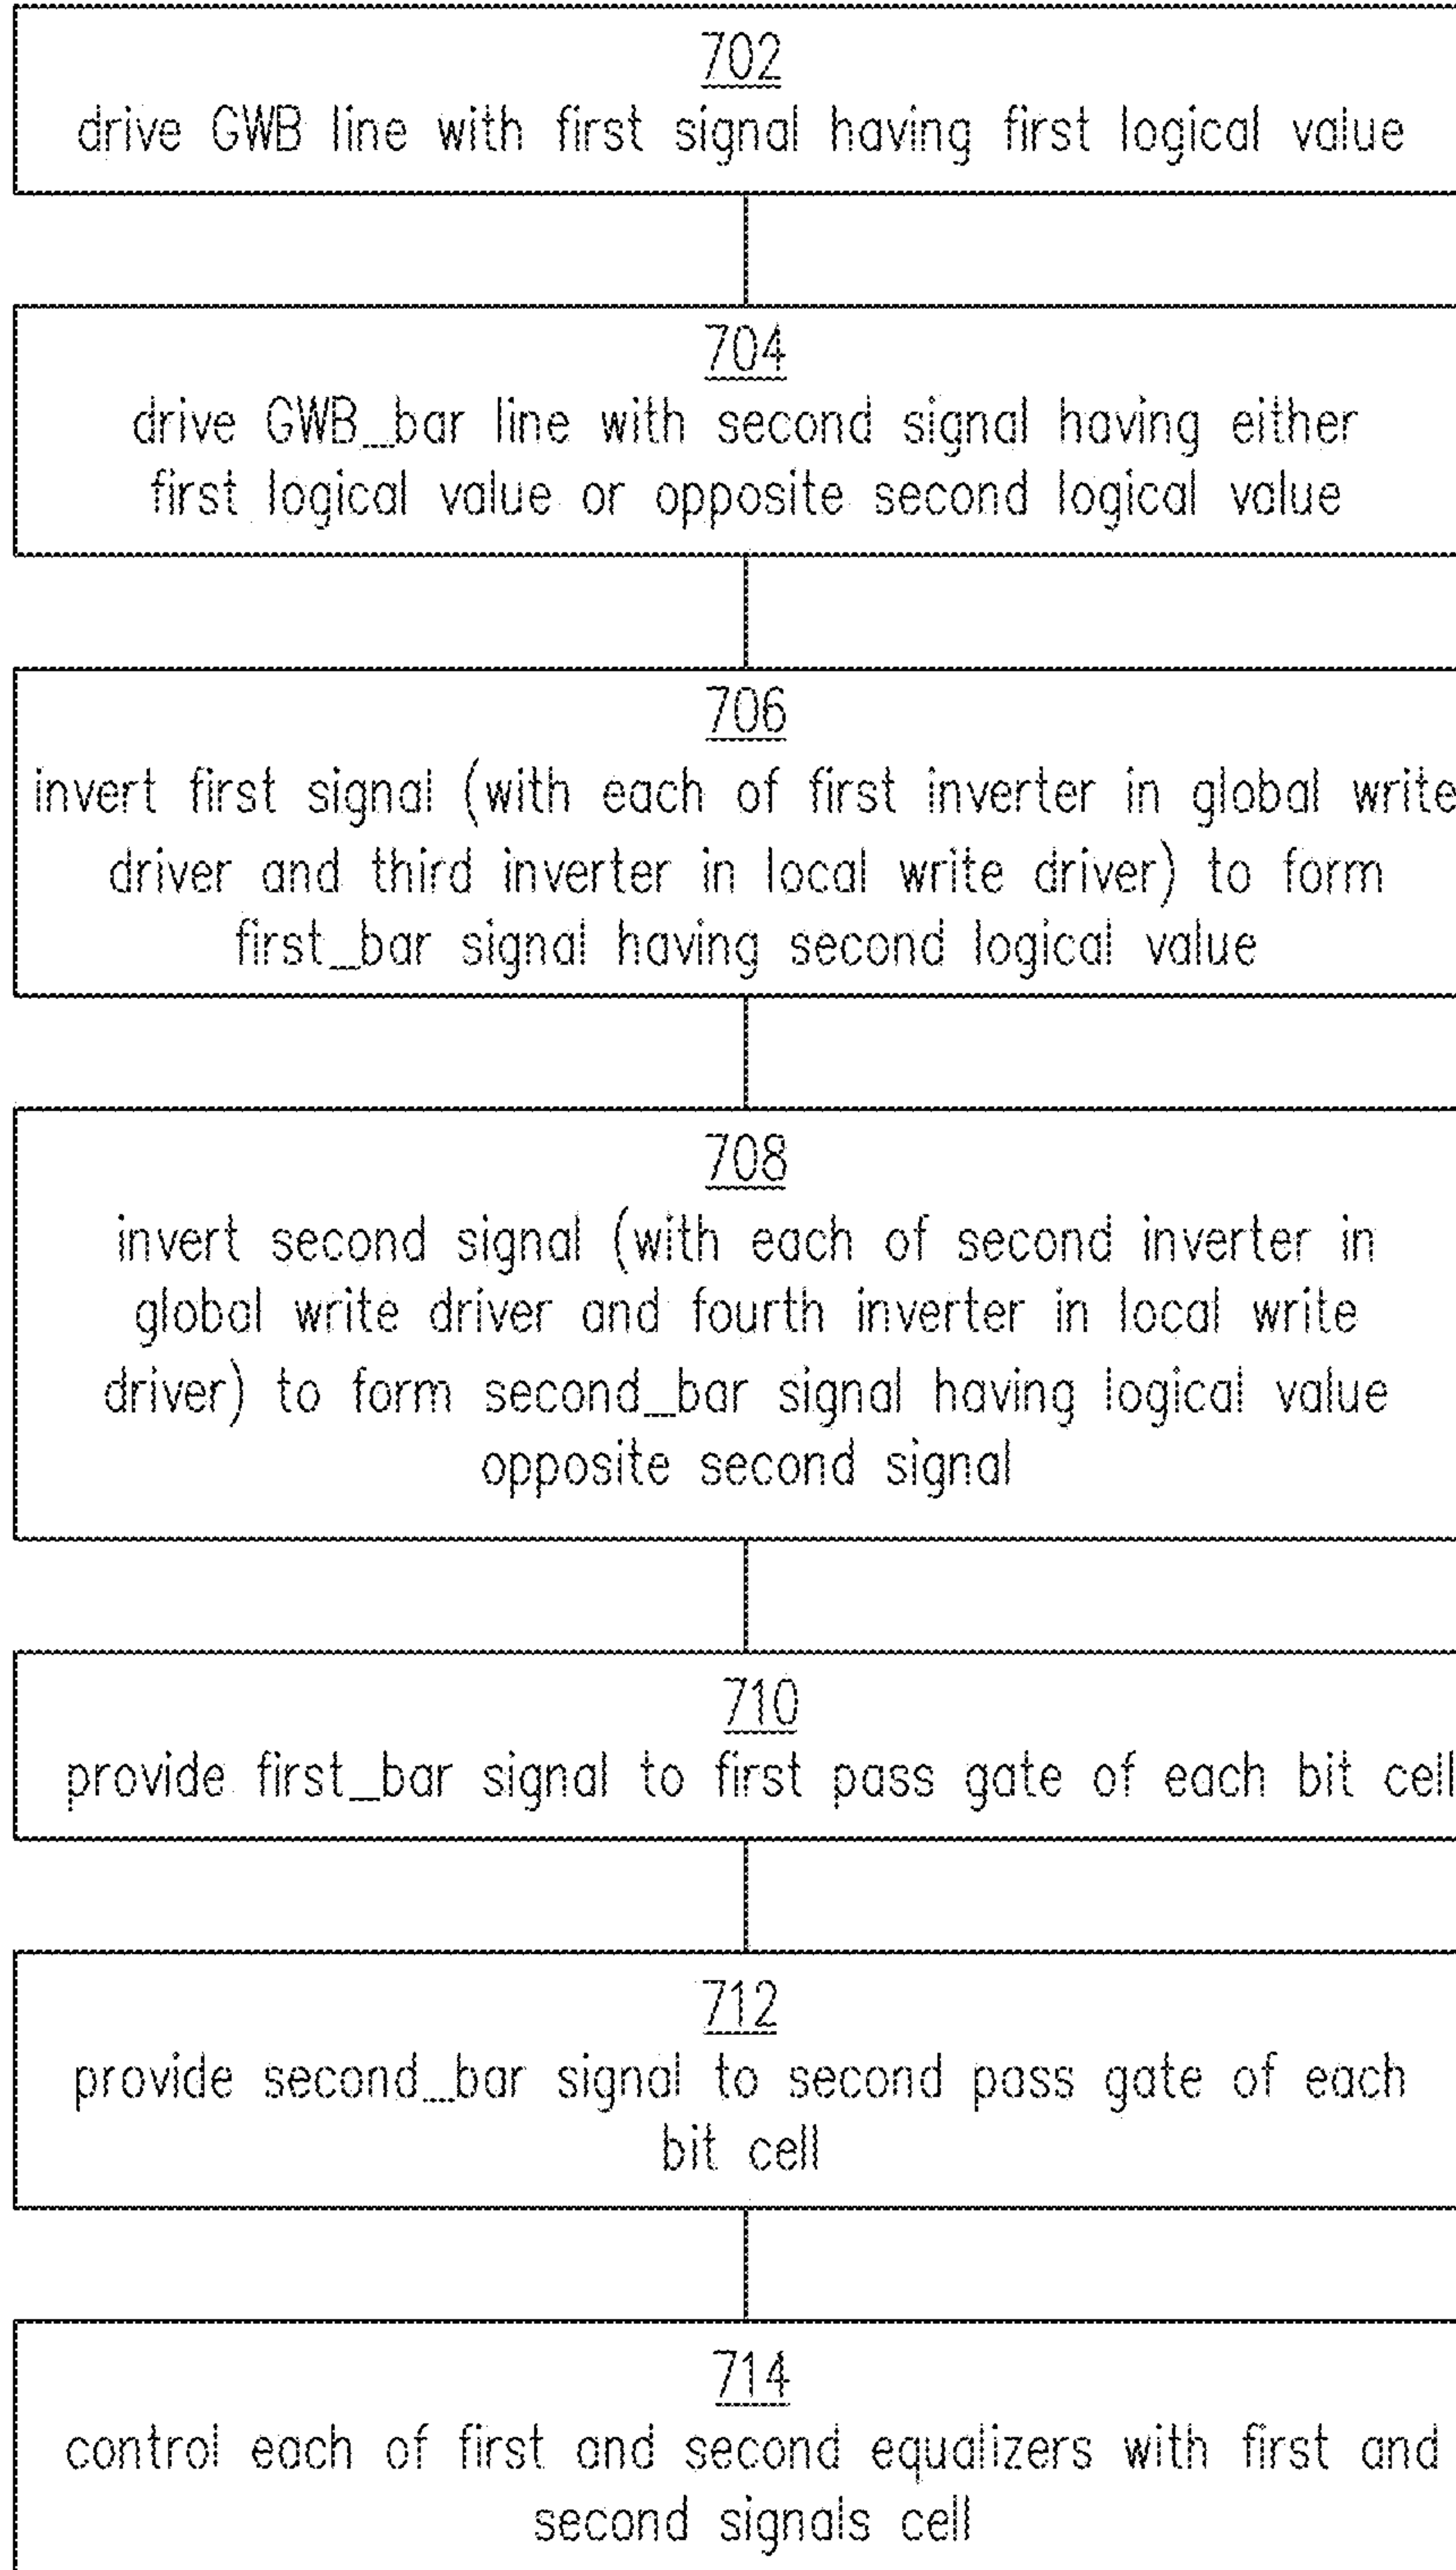 702
drive GWB line with first signal having first logical value
704
drive GWB_bar line with second signal having either
first logical value or opposite second logical value
706
invert first signal (with each of first inverter in global write
driver and third inverter in local write driver) to form
first_bar signal having second logical value
708
invert second signal (with each of second inverter in
global write driver and fourth inverter in local write
driver) to form second_bar signal having logical value
opposite second signal
710
provide first_bar signal to first pass gate of each bit cell
712
provide second_bar signal to second pass gate of each
bit cell
714
control each of first and second equalizers with first and
second signals cell